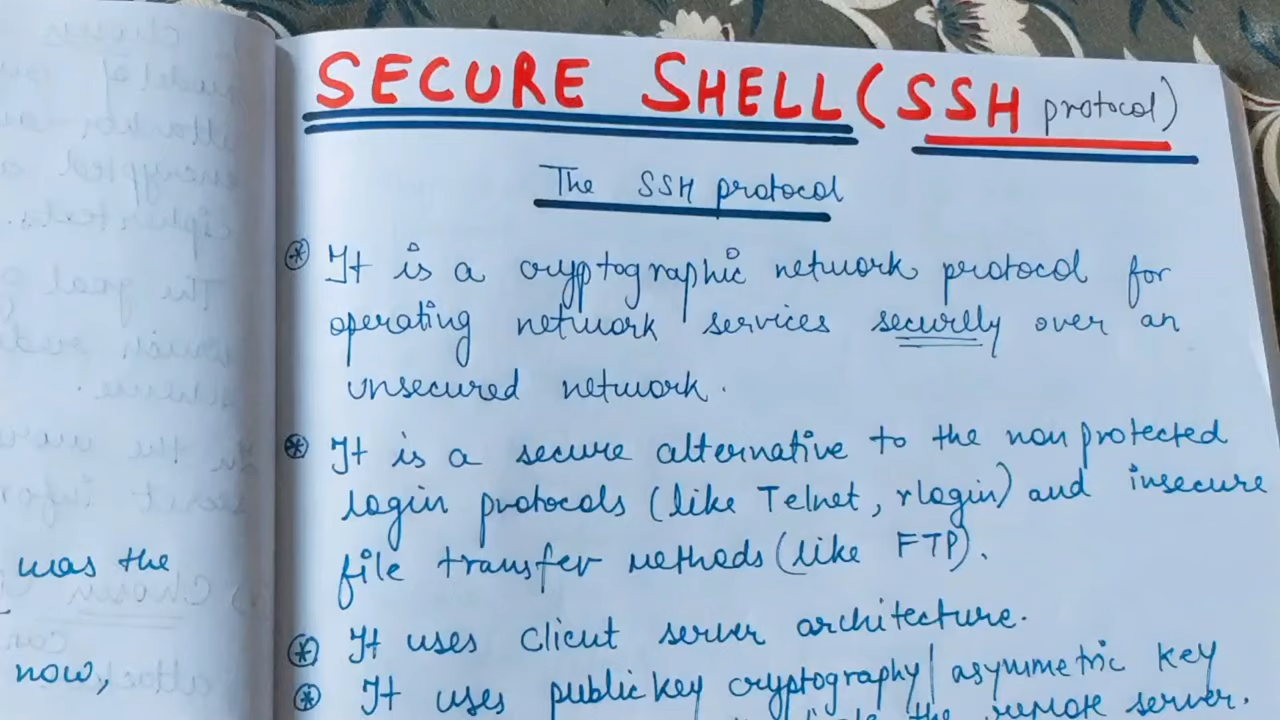 SECURE SHELL (SSH protocol)
The SSH protocol
It is a cryptographic network protocol for
operating network services securlly over an
unsecured network.
It is a secure alternative to the non protected
login protocols (like Telnet, rlogin) and insecure
file transfer methods (like FTP).
It uses Client server architecture.
It uses public key cryptography / asymmetric key
the remote server.
was the
now,